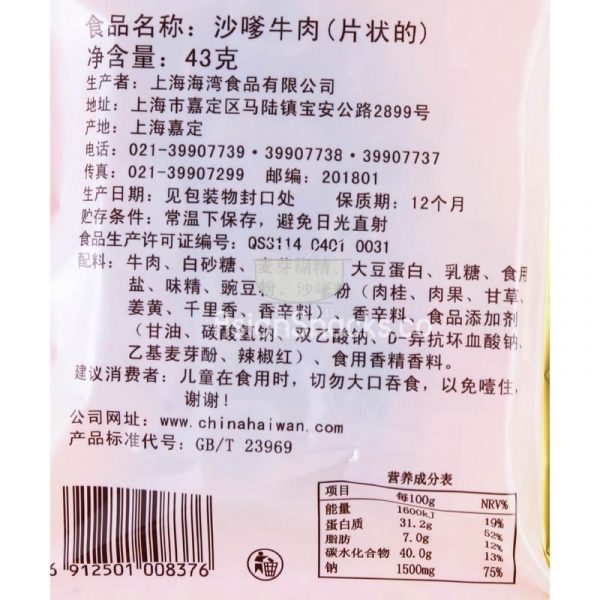 食品名称：沙嗲牛肉(片状的)
净含量：43克
生产者：上海海湾食品有限公司
地址：上海市嘉定区马陆镇宝安公路2899号
产地：上海嘉定
电话：021-39907739・39907738・39907737
传真：021-39907299 邮编：201801
生产日期：见包装物封口处 保质期：12个月
贮存条件：常温下保存，避免日光直射
食品生产许可证编号：QS3114 0401 0031
配料：牛肉、白砂糖、麦芽糊精、大豆蛋白、乳糖、食用
盐、味精、豌豆粉、沙嗲粉（肉桂、肉果、甘草、
姜黄、千里香、香辛料）、香辛料、食品添加剂
（甘油、碳酸氢钠、双乙酸钠、D-异抗坏血酸钠、
乙基麦芽酚、辣椒红）、食用香精香料。
AsianSnacks.co
建议消费者：儿童在食用时，切勿大口吞食，以免噎住，
谢谢！
公司网址：www.chinahaiwan.com
产品标准代号：GB/T 23969
营养成分表
项目 每100g NRV%
能量 1600kJ 19%
蛋白质 31.2g 52%
脂肪 7.0g 12%
碳水化合物 40.0g 13%
钠 1500mg 75%
6 912501 008376